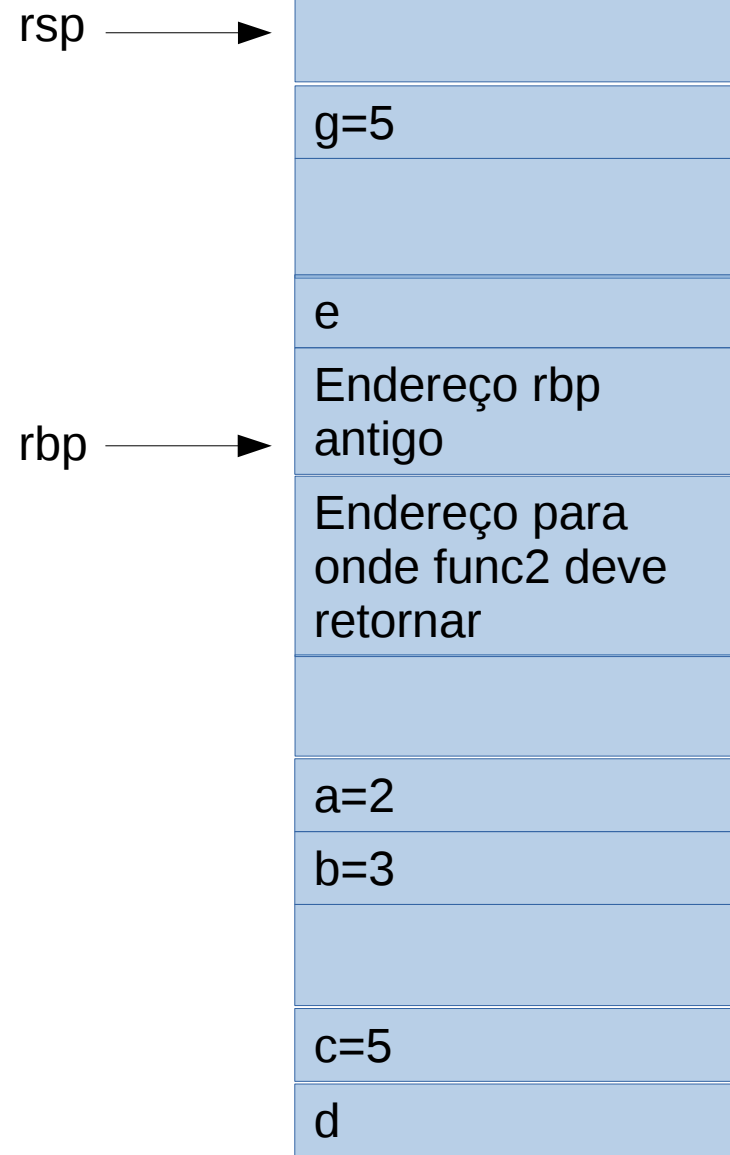 rsp
g=5
e
Endereço rbp
antigo
rbp
Endereço para
onde func2 deve
retornar
a=2
b=3
c=5
d